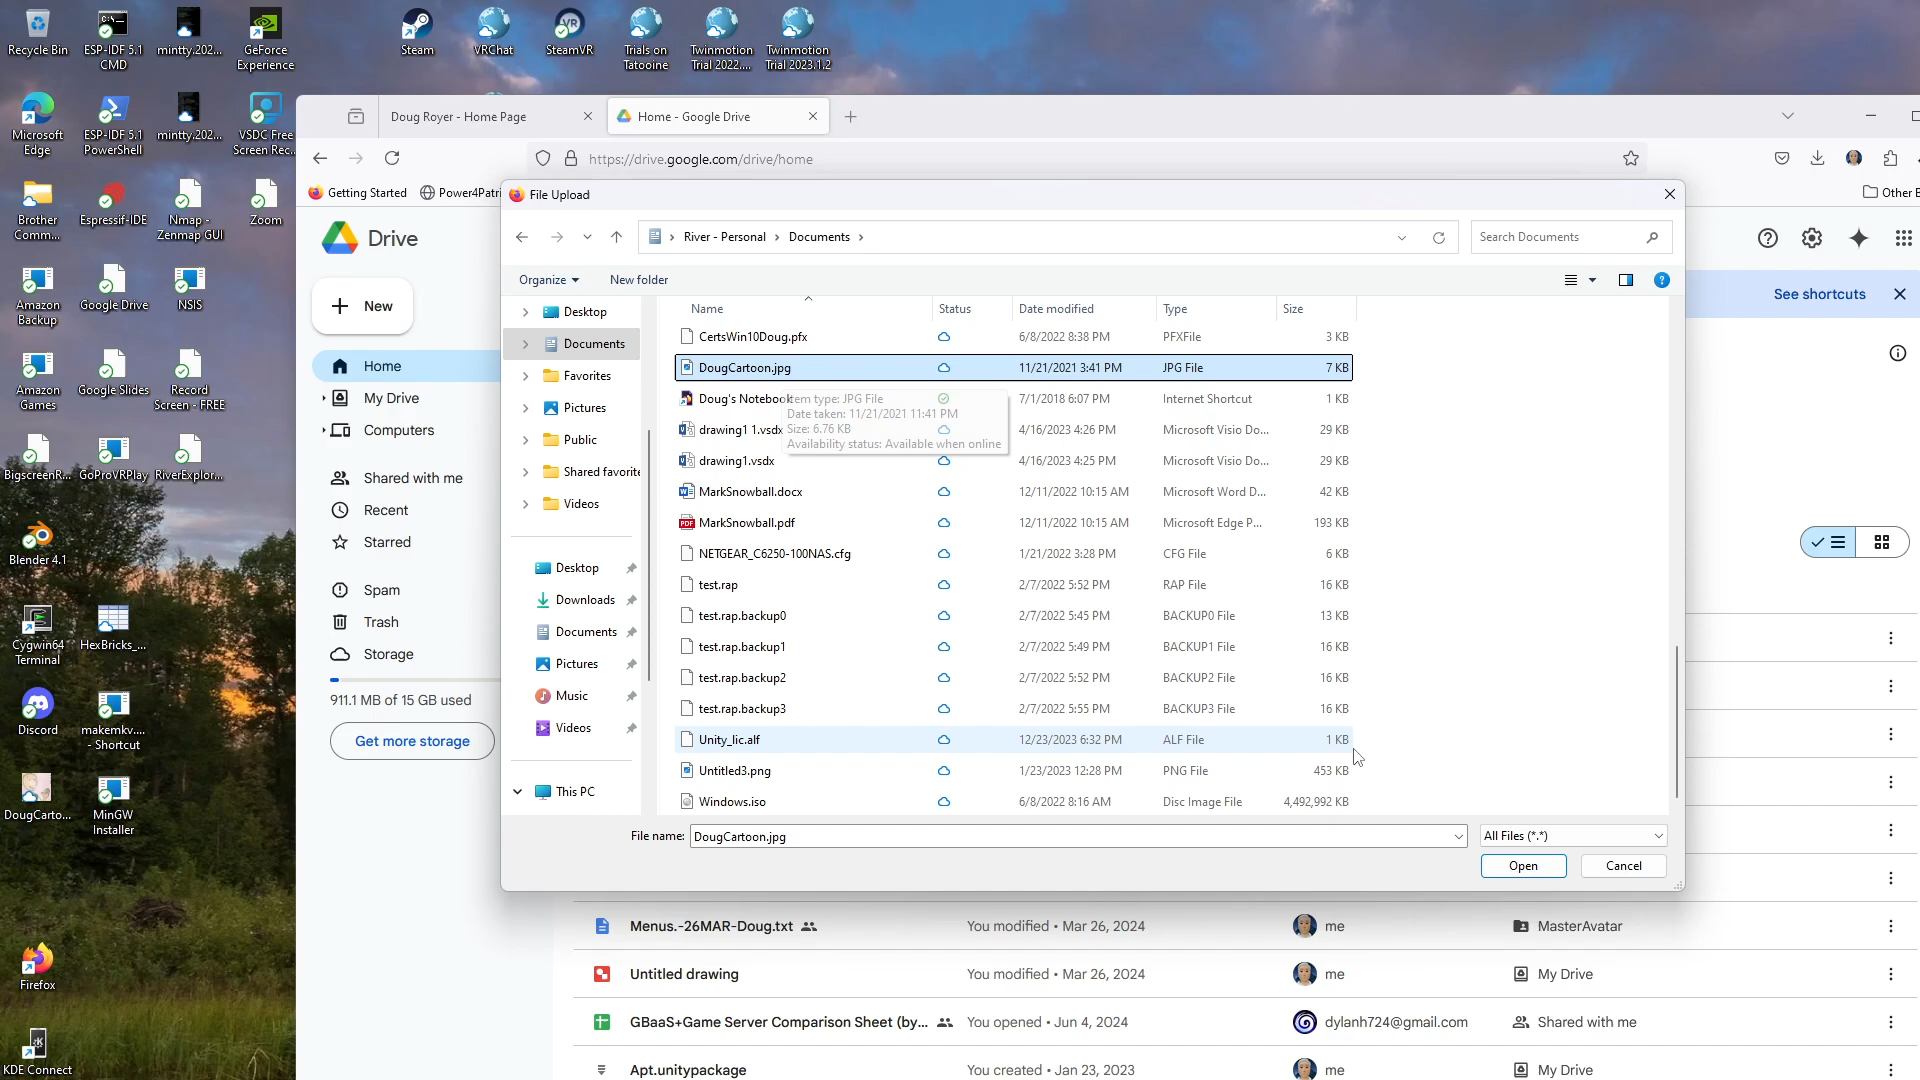 Recycle Bin
ESP-IDF 5.1 CMD
mintty.202...
GeForce Experience
Steam
VRChat
SteamVR
Trials on Tatooine
Twinmotion Trial 2022....
Twinmotion Trial 2023.1.2
Microsoft Edge
ESP-IDF 5.1 PowerShell
mintty.202...
VSDC Free Screen Rec...
Brother Comm...
Espressif-IDE
Nmap - Zenmap GUI
Zoom
Amazon Backup
Google Drive
NSIS
Amazon Games
Google Slides
Record Screen - FREE
BigscreenR...
GoProVRPlay
RiverExplor...
Blender 4.1
Cygwin64 Terminal
HexBricks_...
Discord
makemkv.... - Shortcut
DougCarto...
MinGW Installer
Firefox
KDE Connect
Doug Royer - Home Page
Home - Google Drive
https://drive.google.com/drive/home
Getting Started
Power4Patri
Other B
Drive
New
Home
My Drive
Computers
Shared with me
Recent
Starred
Spam
Trash
Storage
911.1 MB of 15 GB used
Get more storage
See shortcuts
File Upload
River - Personal > Documents >
Search Documents
Organize
New folder
Desktop
Documents
Favorites
Pictures
Public
Shared favorite
Videos
Desktop
Downloads
Documents
Pictures
Music
Videos
This PC
Name Status Date modified Type Size
CertsWin10Doug.pfx 6/8/2022 8:38 PM PFXFile 3 KB
DougCartoon.jpg 11/21/2021 3:41 PM JPG File 7 KB
Doug's Notebook 7/1/2018 6:07 PM Internet Shortcut 1 KB
drawing1 1.vsdx 4/16/2023 4:26 PM Microsoft Visio Do... 29 KB
drawing1.vsdx 4/16/2023 4:25 PM Microsoft Visio Do... 29 KB
MarkSnowball.docx 12/11/2022 10:15 AM Microsoft Word D... 42 KB
MarkSnowball.pdf 12/11/2022 10:15 AM Microsoft Edge P... 193 KB
NETGEAR_C6250-100NAS.cfg 1/21/2022 3:28 PM CFG File 6 KB
test.rap 2/7/2022 5:52 PM RAP File 16 KB
test.rap.backup0 2/7/2022 5:45 PM BACKUP0 File 13 KB
test.rap.backup1 2/7/2022 5:49 PM BACKUP1 File 16 KB
test.rap.backup2 2/7/2022 5:52 PM BACKUP2 File 16 KB
test.rap.backup3 2/7/2022 5:55 PM BACKUP3 File 16 KB
Unity_lic.alf 12/23/2023 6:32 PM ALF File 1 KB
Untitled3.png 1/23/2023 12:28 PM PNG File 453 KB
Windows.iso 6/8/2022 8:16 AM Disc Image File 4,492,992 KB
tem type: JPG File
Date taken: 11/21/2021 11:41 PM
Size: 6.76 KB
Availability status: Available when online
File name: DougCartoon.jpg
All Files (*.*)
Open
Cancel
Menus.-26MAR-Doug.txt You modified • Mar 26, 2024 me MasterAvatar
Untitled drawing You modified • Mar 26, 2024 me My Drive
GBaaS+Game Server Comparison Sheet (by... You opened • Jun 4, 2024 dylanh724@gmail.com Shared with me
Apt.unitypackage You created • Jan 23, 2023 me My Drive